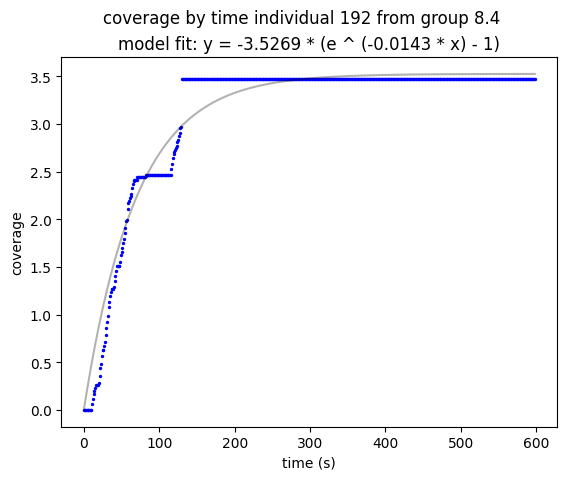 coverage by time individual 192 from group 8.4
model fit: y = -3.5269 * (e ^ (-0.0143 * x) - 1)
3.5
3.0
2.5
2.0
1.5
1.0
0.5
0.0
coverage
0 100 200 300 400 500 600
time (s)